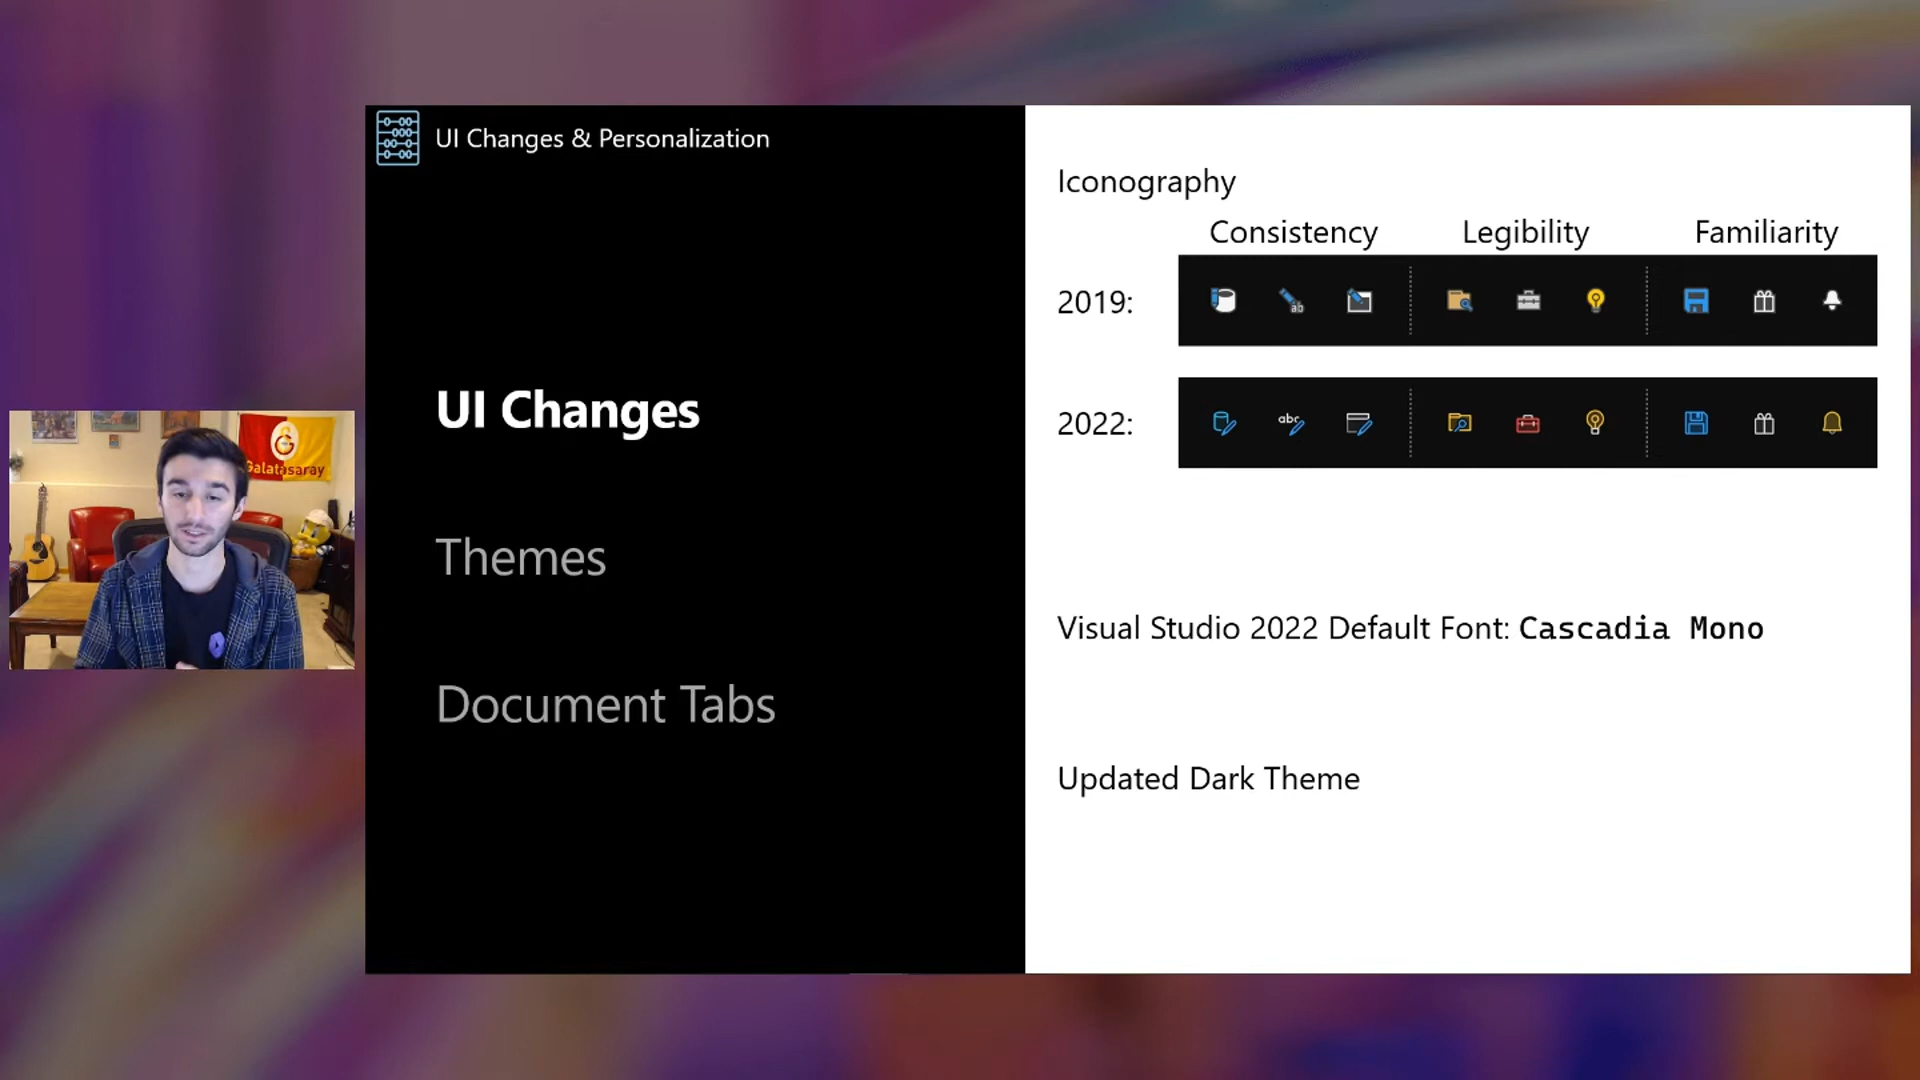 UI Changes & Personalization
UI Changes
Themes
Document Tabs
Iconography
Consistency Legibility Familiarity
2019:
ab
2022:
abc
Visual Studio 2022 Default Font: Cascadia Mono
Updated Dark Theme
Galatasaray